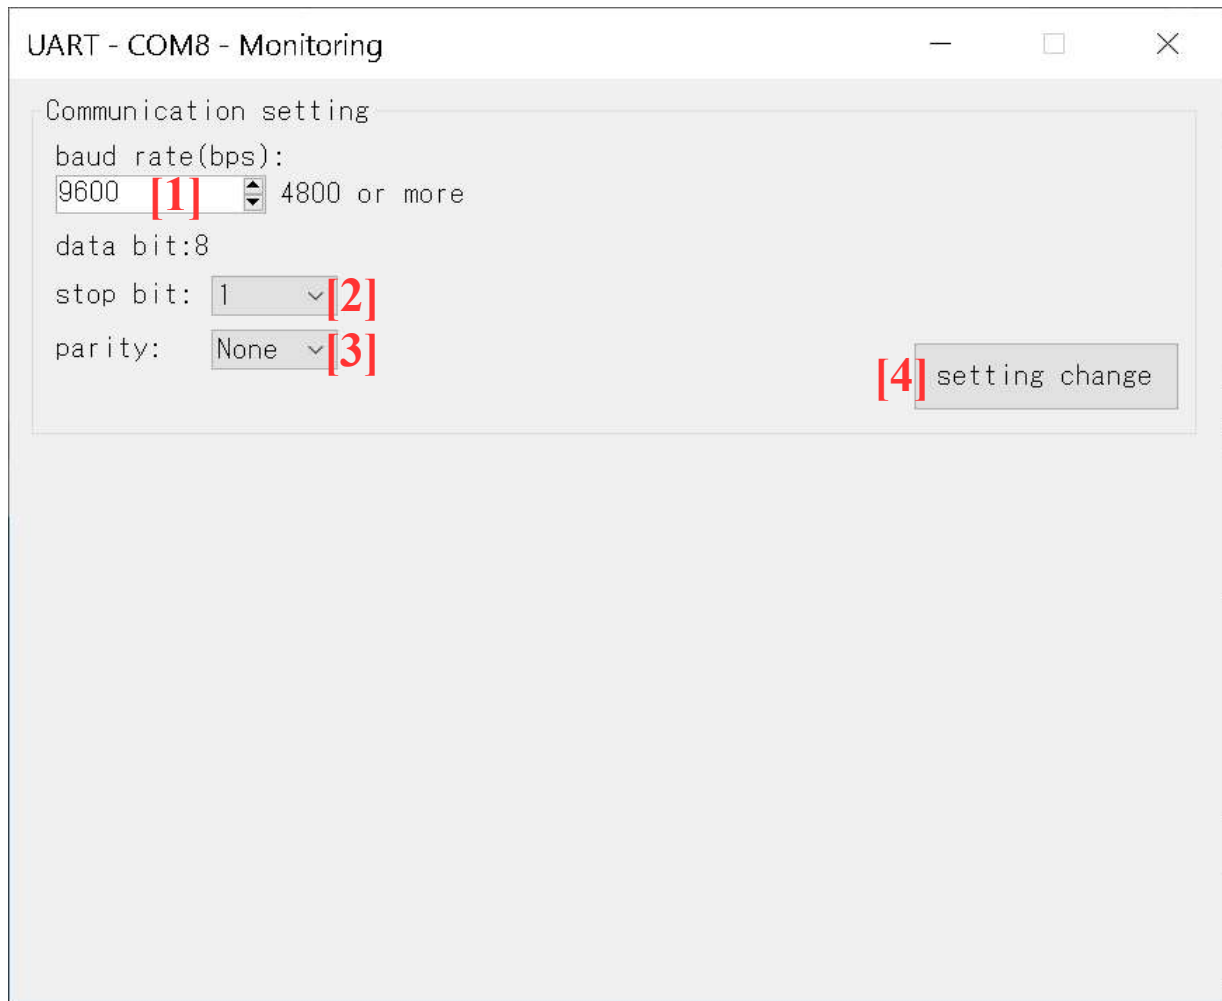 UART - COM8 - Monitoring
Communication setting
baud rate(bps):
9600 [1] 4800 or more
data bit:8
stop bit: 1 [2]
parity: None [3]
[4] setting change